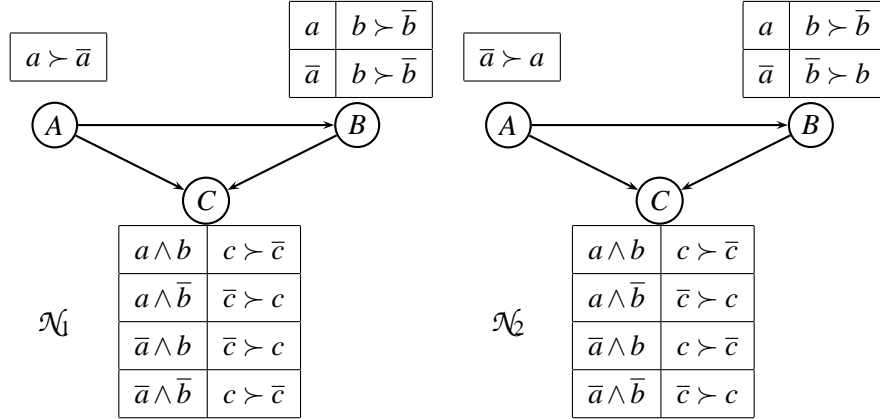 a b ≻ b̅ a b ≻ b̅
a ≻ a̅ a̅ ≻ a
a̅ b ≻ b̅ a̅ b̅ ≻ b
A B A B
C C
a ∧ b c ≻ c̅ a ∧ b c ≻ c̅
a ∧ b̅ c̅ ≻ c a ∧ b̅ c̅ ≻ c
𝒩1 𝒩2
a̅ ∧ b c̅ ≻ c a̅ ∧ b c ≻ c̅
a̅ ∧ b̅ c ≻ c̅ a̅ ∧ b̅ c̅ ≻ c